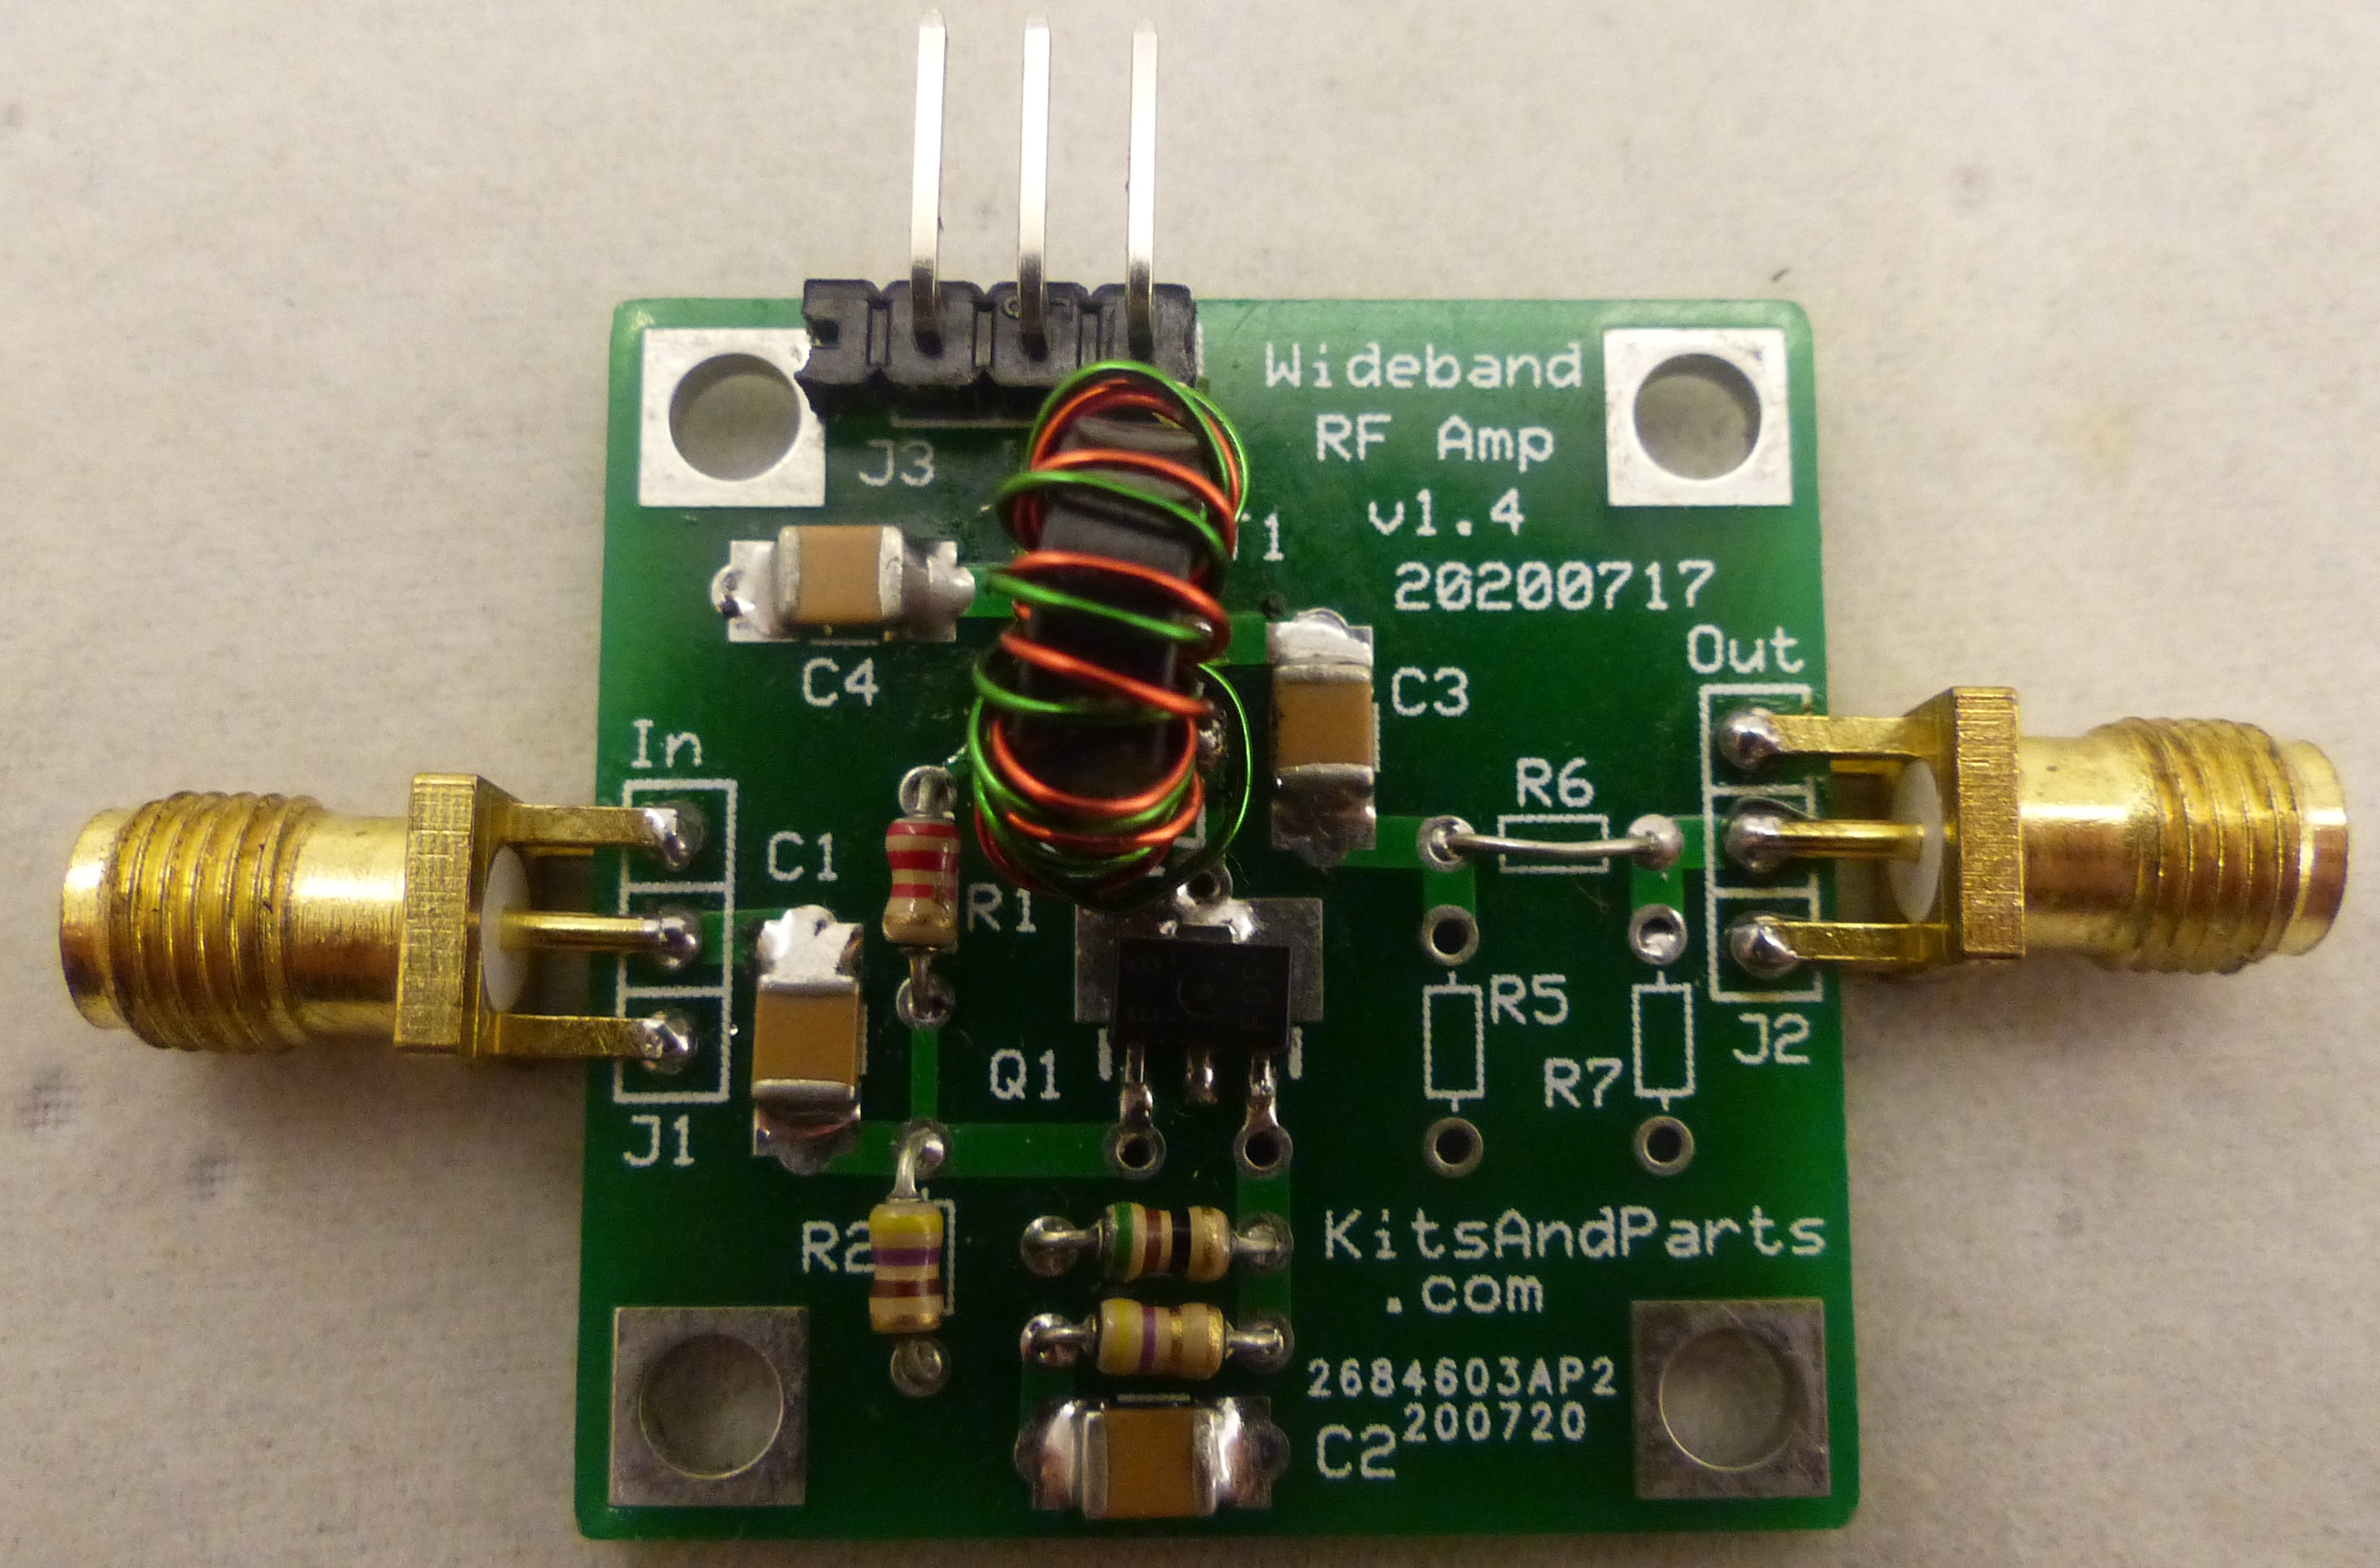 Wideband
RF Amp
v1.4
20200717
J3
C4
C3
Out
In
R6
C1
R1
R5
J2
Q1
R7
J1
R2
KitsAndParts
.com
2684603AP2
200720
C2